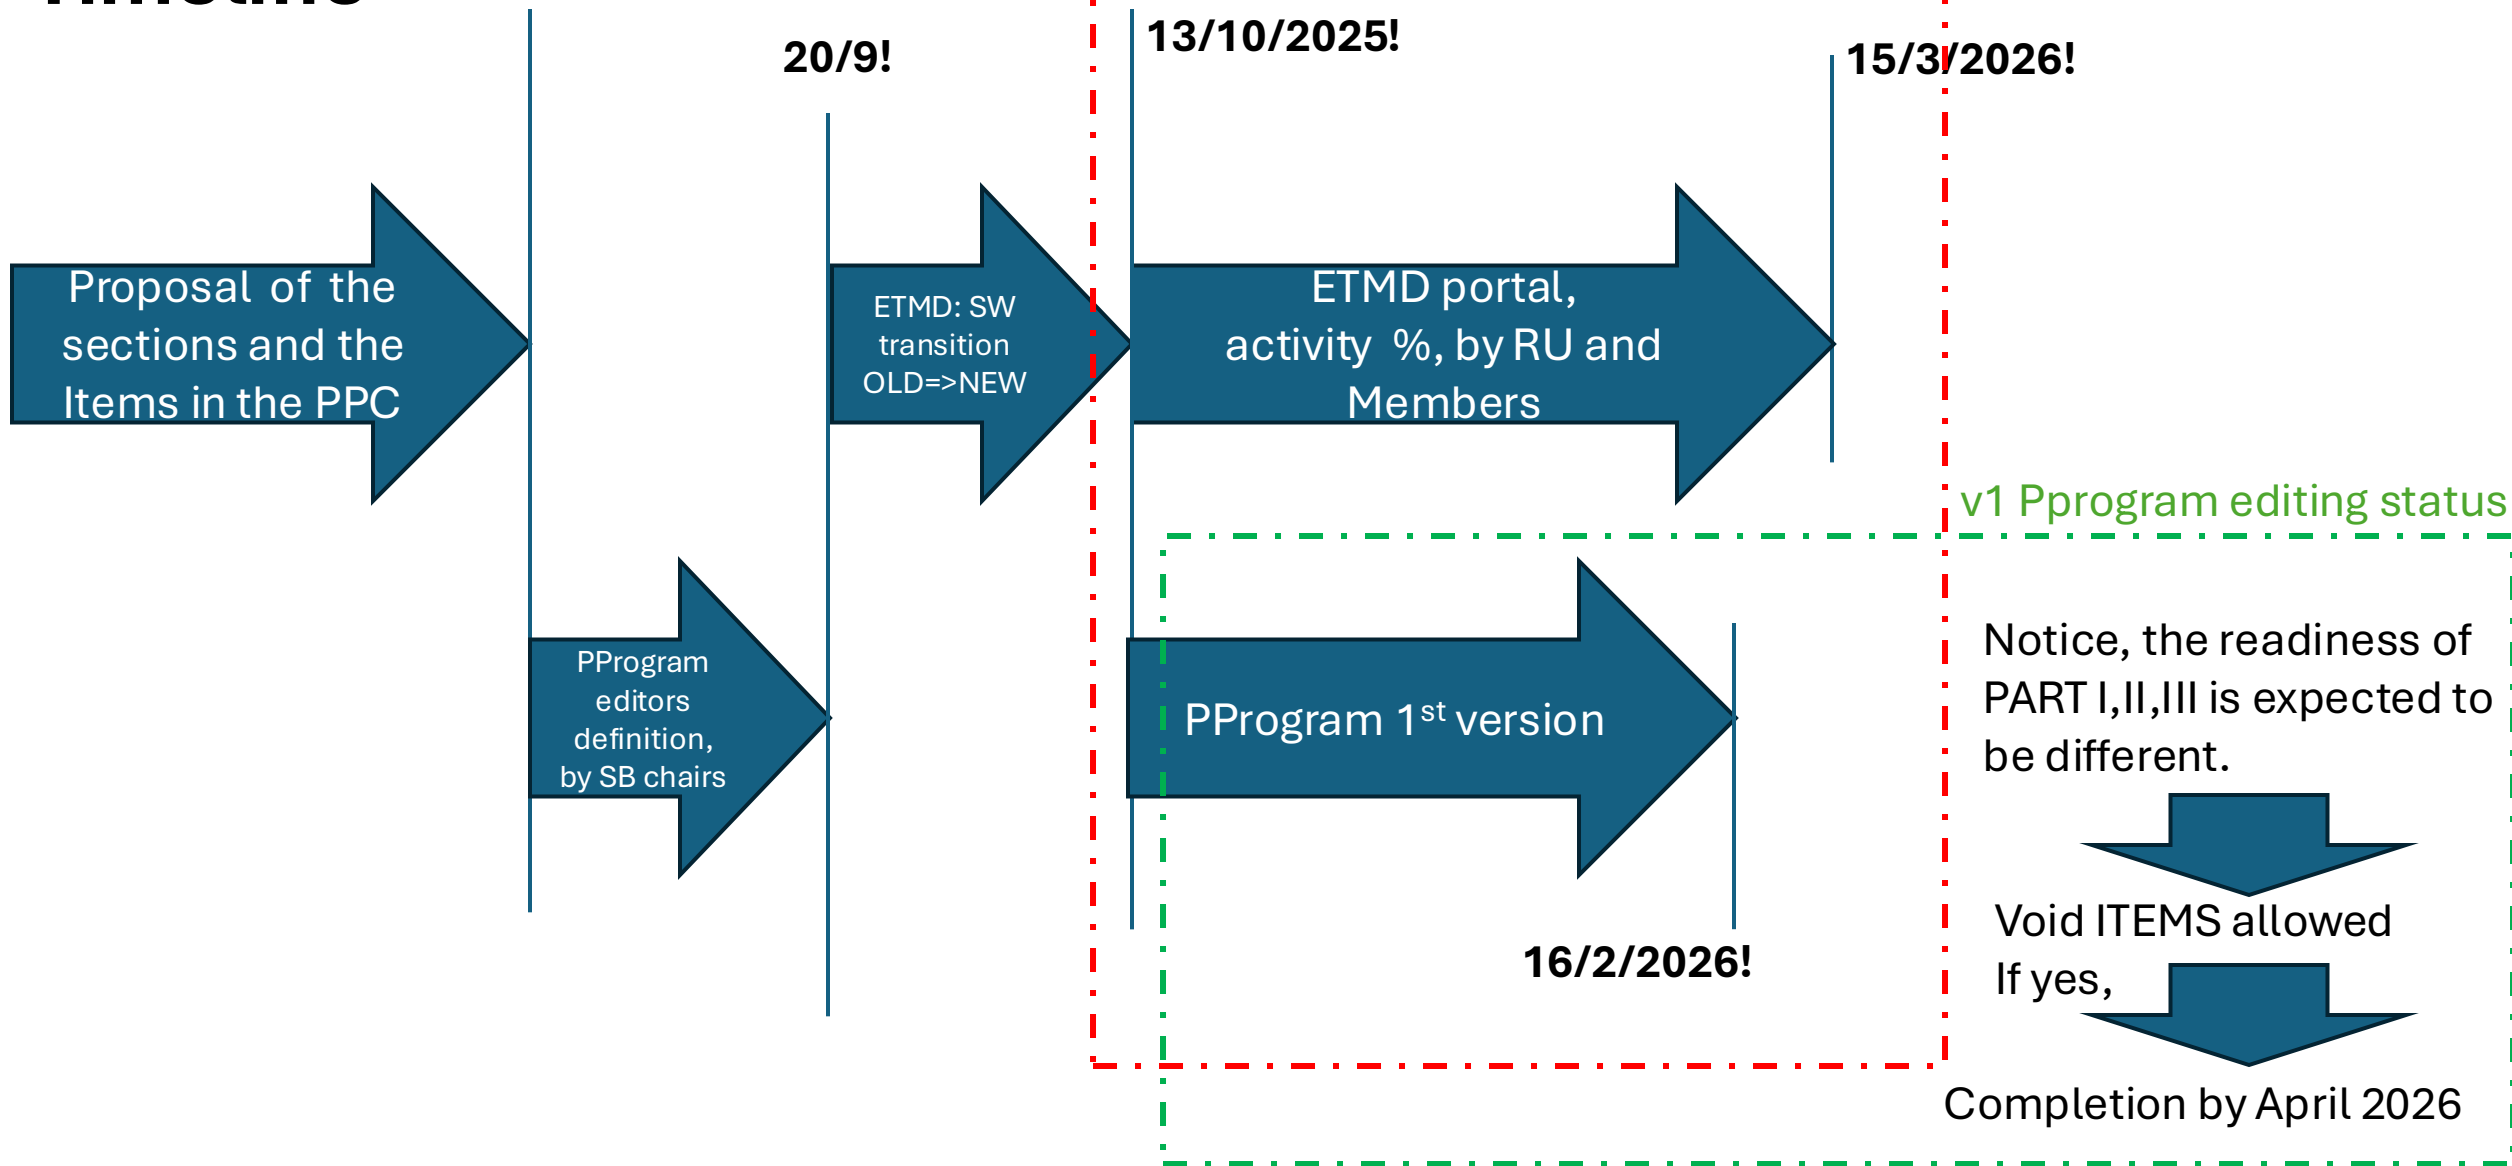 Timeline
20/9!
13/10/2025!
15/3/2026!
Proposal of the
sections and the
Items in the PPC
ETMD: SW
transition
OLD=>NEW
ETMD portal,
activity %, by RU and
Members
v1 Pprogram editing status
PProgram
editors
definition,
by SB chairs
PProgram 1st version
Notice, the readiness of
PART I,II,III is expected to
be different.
Void ITEMS allowed
If yes,
16/2/2026!
Completion by April 2026